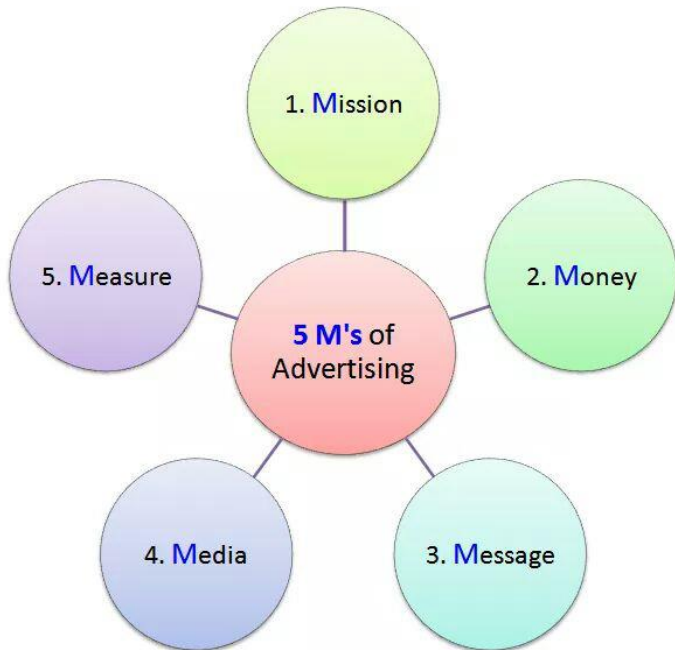 1. Mission
2. Money
3. Message
4. Media
5. Measure
5 M's of
Advertising